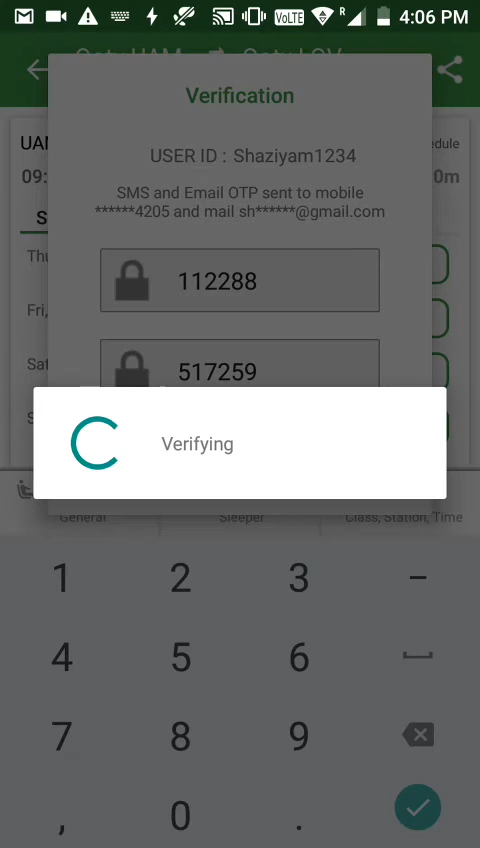 R
VoLTE
4:06 PM
Verification
UAM
edule
USER ID : Shaziyam1234
09:
0m
SMS and Email OTP sent to mobile
******4205 and mail sh******@gmail.com
S
Thu
112288
Fri,
Sat
517259
S
Verifying
General
Sleeper
Class, Station, Time
1 2 3 –
4 5 6
7 8 9
, 0 .